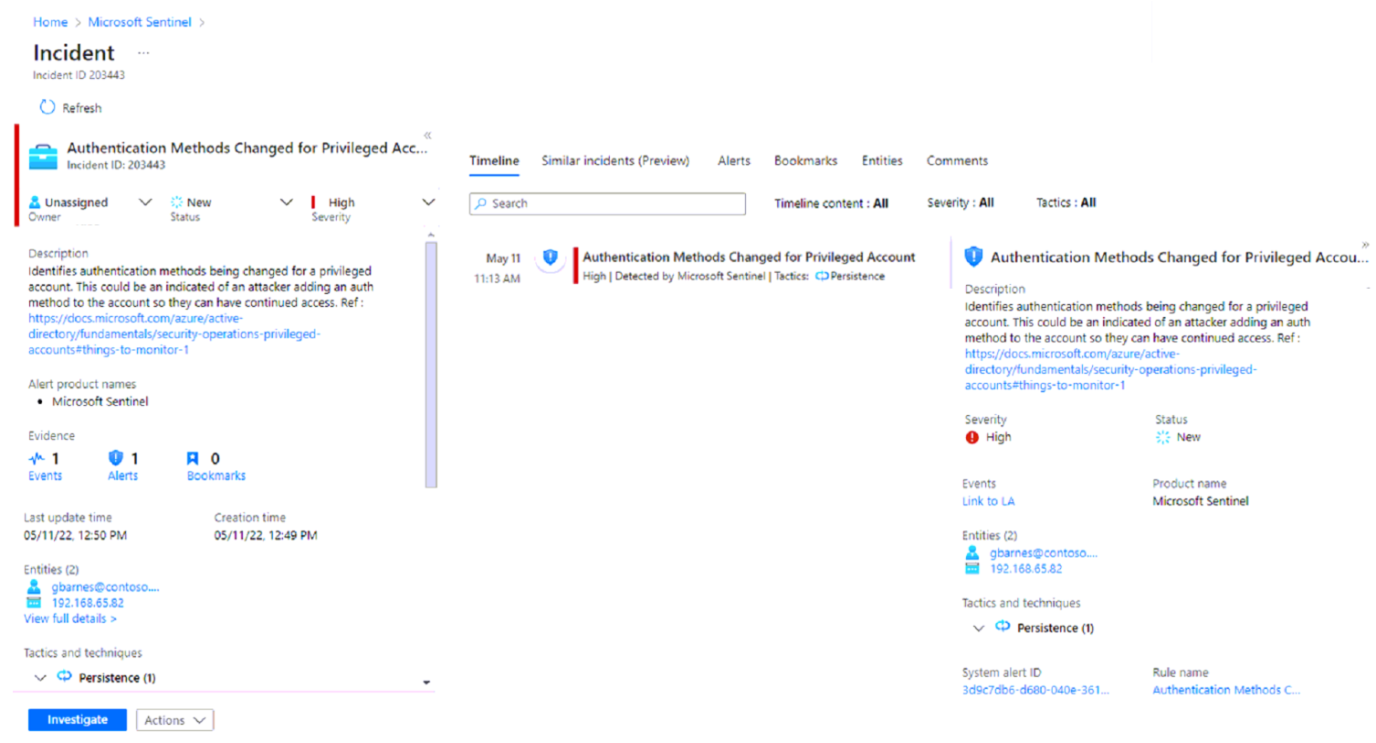 Home > Microsoft Sentinel >
Incident ...
Incident ID 203443
Refresh
«
Authentication Methods Changed for Privileged Acc...
Incident ID: 203443
Unassigned
Owner
New
Status
High
Severity
Description
Identifies authentication methods being changed for a privileged
account. This could be an indicated of an attacker adding an auth
method to the account so they can have continued access. Ref :
https://docs.microsoft.com/azure/active-
directory/fundamentals/security-operations-privileged-
accounts#things-to-monitor-1
Alert product names
• Microsoft Sentinel
Evidence
1
Events
1
Alerts
0
Bookmarks
Last update time
05/11/22, 12:50 PM
Creation time
05/11/22, 12:49 PM
Entities (2)
gbarnes@contoso....
192.168.65.82
View full details >
Tactics and techniques
Persistence (1)
Investigate
Actions
Timeline
Similar incidents (Preview)
Alerts
Bookmarks
Entities
Comments
Search
Timeline content : All
Severity : All
Tactics : All
May 11
11:13 AM
Authentication Methods Changed for Privileged Account
High | Detected by Microsoft Sentinel | Tactics: Persistence
»
Authentication Methods Changed for Privileged Accou...
Description
Identifies authentication methods being changed for a privileged
account. This could be an indicated of an attacker adding an auth
method to the account so they can have continued access. Ref :
https://docs.microsoft.com/azure/active-
directory/fundamentals/security-operations-privileged-
accounts#things-to-monitor-1
Severity
High
Status
New
Events
Link to LA
Product name
Microsoft Sentinel
Entities (2)
gbarnes@contoso....
192.168.65.82
Tactics and techniques
Persistence (1)
System alert ID
3d9c7db6-d680-040e-361...
Rule name
Authentication Methods C...